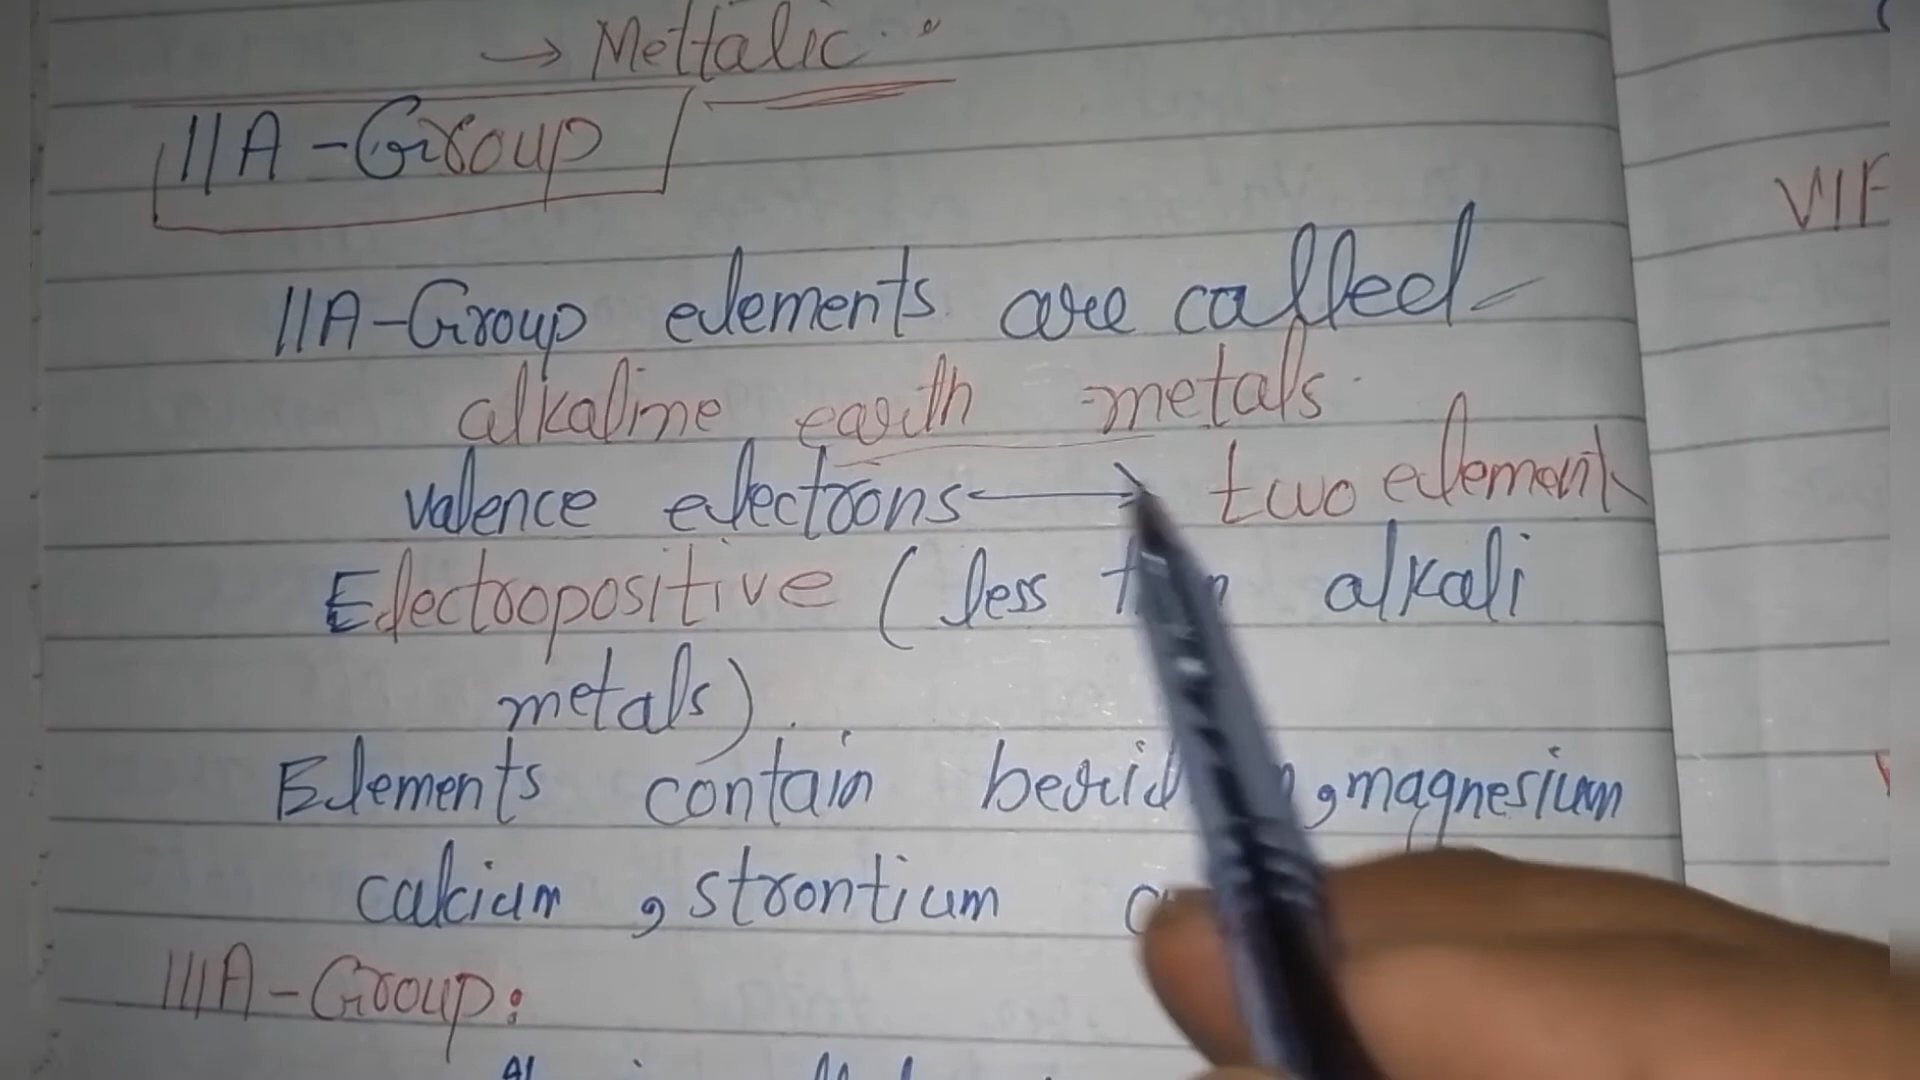 → Mettalic
IIA-Group
VII
IIA-Group elements are called
alkaline earth metals.
valence electrons → two element
Electropositive (less alkali
metals).
Elements contain , magnesium
calcium , strontium
IIIA-Group: